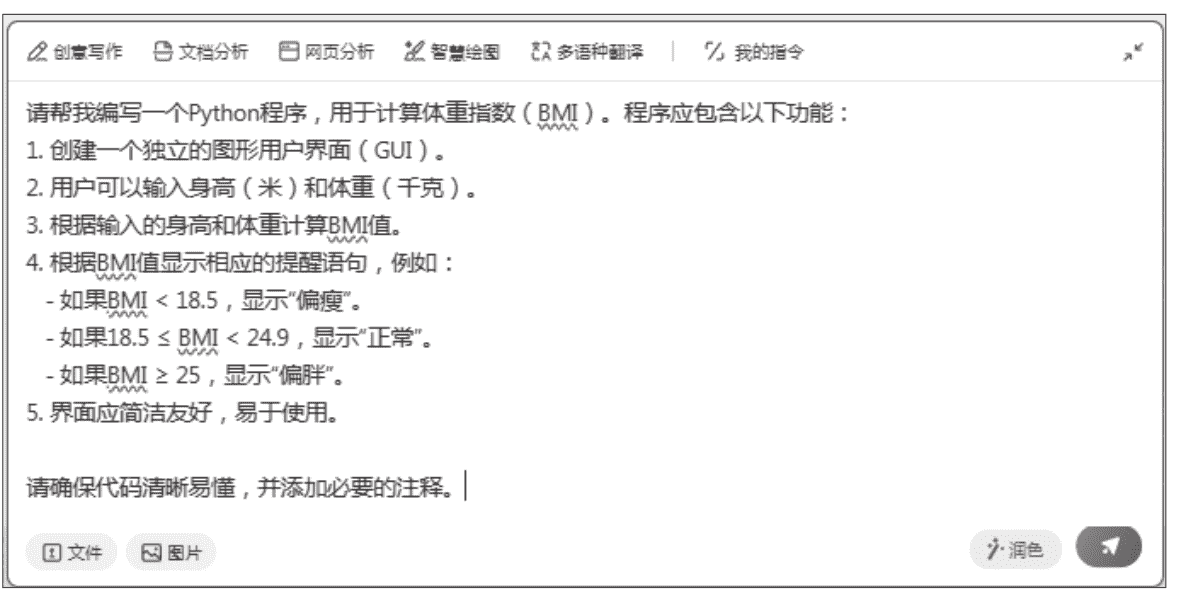 创意写作 文档分析 网页分析 智慧绘图 多语种翻译 我的指令
请帮我编写一个Python程序，用于计算体重指数（BMI）。程序应包含以下功能：
1. 创建一个独立的图形用户界面（GUI）。
2. 用户可以输入身高（米）和体重（千克）。
3. 根据输入的身高和体重计算BMI值。
4. 根据BMI值显示相应的提醒语句，例如：
- 如果BMI < 18.5，显示“偏瘦”。
- 如果18.5 ≤ BMI < 24.9，显示“正常”。
- 如果BMI ≥ 25，显示“偏胖”。
5. 界面应简洁友好，易于使用。
请确保代码清晰易懂，并添加必要的注释。
文件 图片 润色